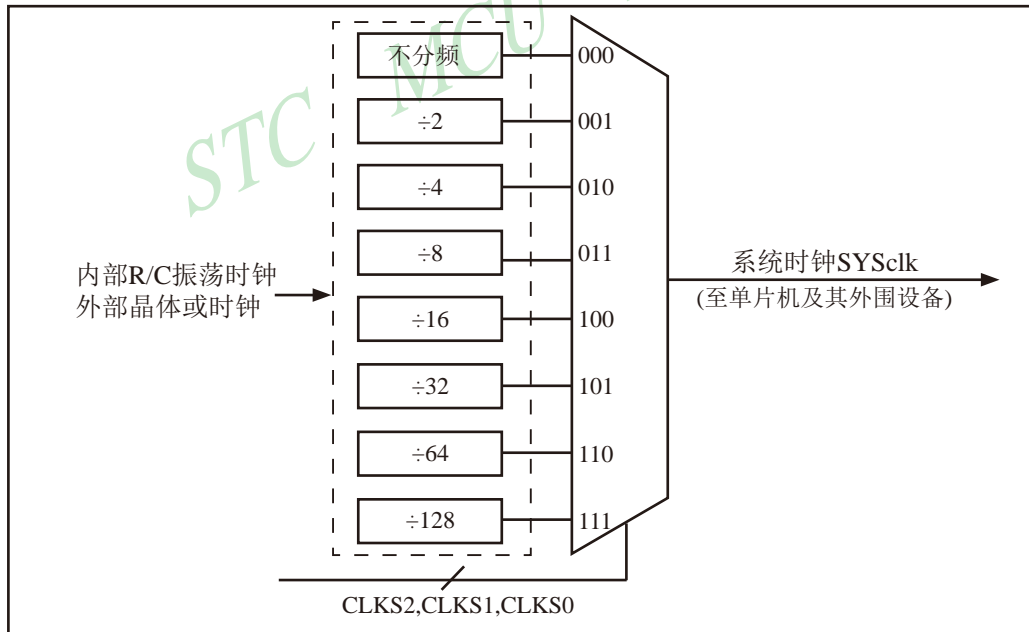 STC MCU
不分频
000
÷2
001
÷4
010
÷8
011
内部R/C振荡时钟
外部晶体或时钟
系统时钟SYSclk
(至单片机及其外围设备)
÷16
100
÷32
101
÷64
110
÷128
111
CLKS2,CLKS1,CLKS0